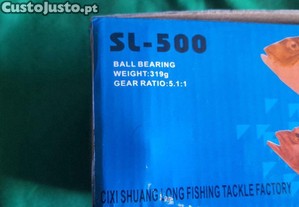 CustoJusto.pt
SL-500
BALL BEARING
WEIGHT:319g
GEAR RATIO:5.1:1
CIXI SHUANG LONG FISHING TACKLE FACTORY